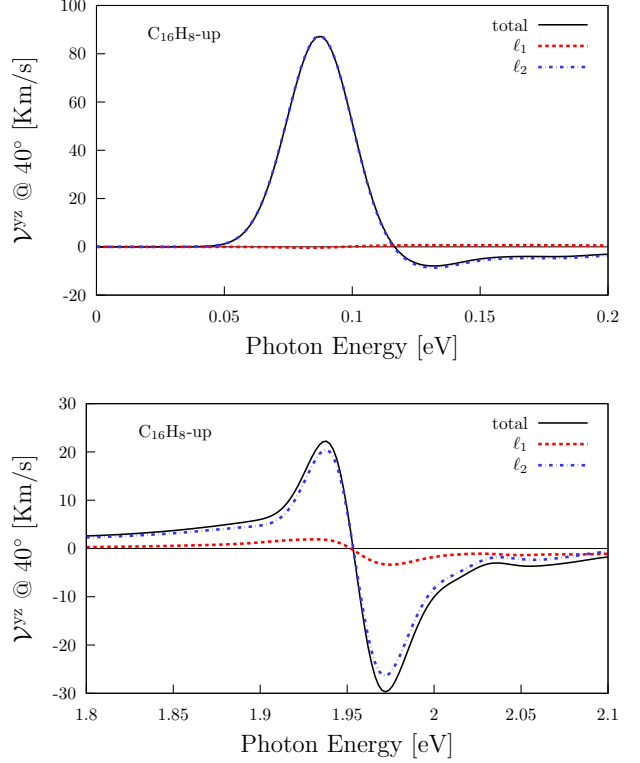 100
80
60
40
20
0
-20
𝒱ʸᶻ @ 40° [Km/s]
C₁₆H₈-up
total
ℓ₁
ℓ₂
0 0.05 0.1 0.15 0.2
Photon Energy [eV]
30
20
10
0
-10
-20
-30
𝒱ʸᶻ @ 40° [Km/s]
C₁₆H₈-up
total
ℓ₁
ℓ₂
1.8 1.85 1.9 1.95 2 2.05 2.1
Photon Energy [eV]